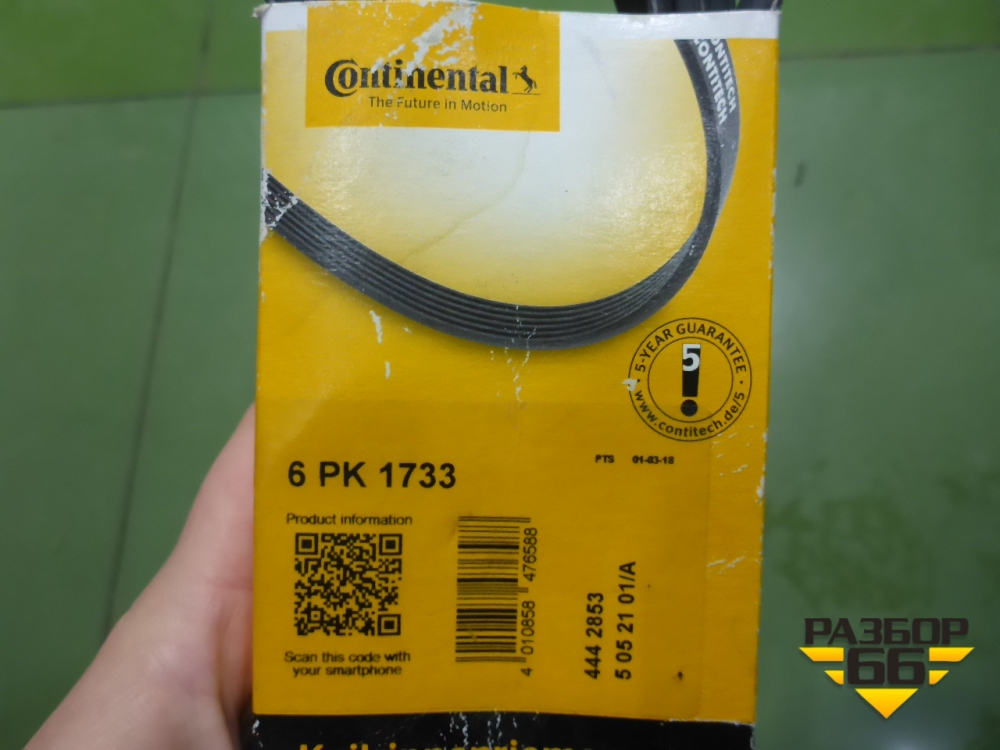 Continental
The Future in Motion
CONTITECH
CONTITECH
5-YEAR GUARANTEE
5
www.contitech.de/5
PTS 01-03-18
6 PK 1733
Product information
Scan this code with
your smartphone
4 010858 476588
444 2853
5 05 21 01/A
РАЗБОР
66